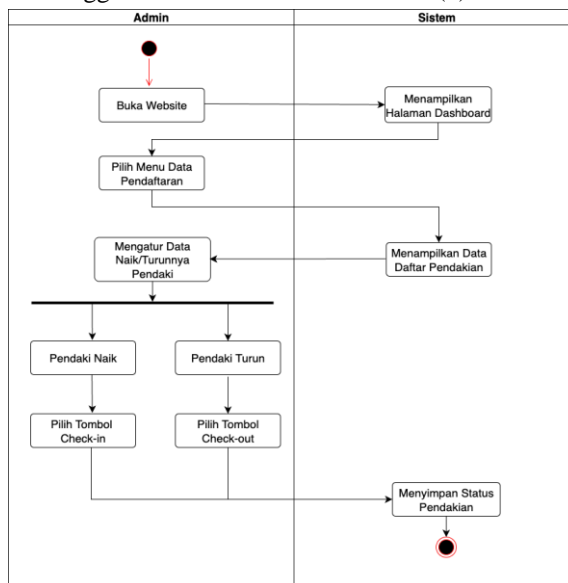 Admin
Sistem
Buka Website
Menampilkan
Halaman Dashboard
Pilih Menu Data
Pendaftaran
Mengatur Data
Naik/Turunnya
Pendaki
Menampilkan Data
Daftar Pendakian
Pendaki Naik
Pendaki Turun
Pilih Tombol
Check-in
Pilih Tombol
Check-out
Menyimpan Status
Pendakian